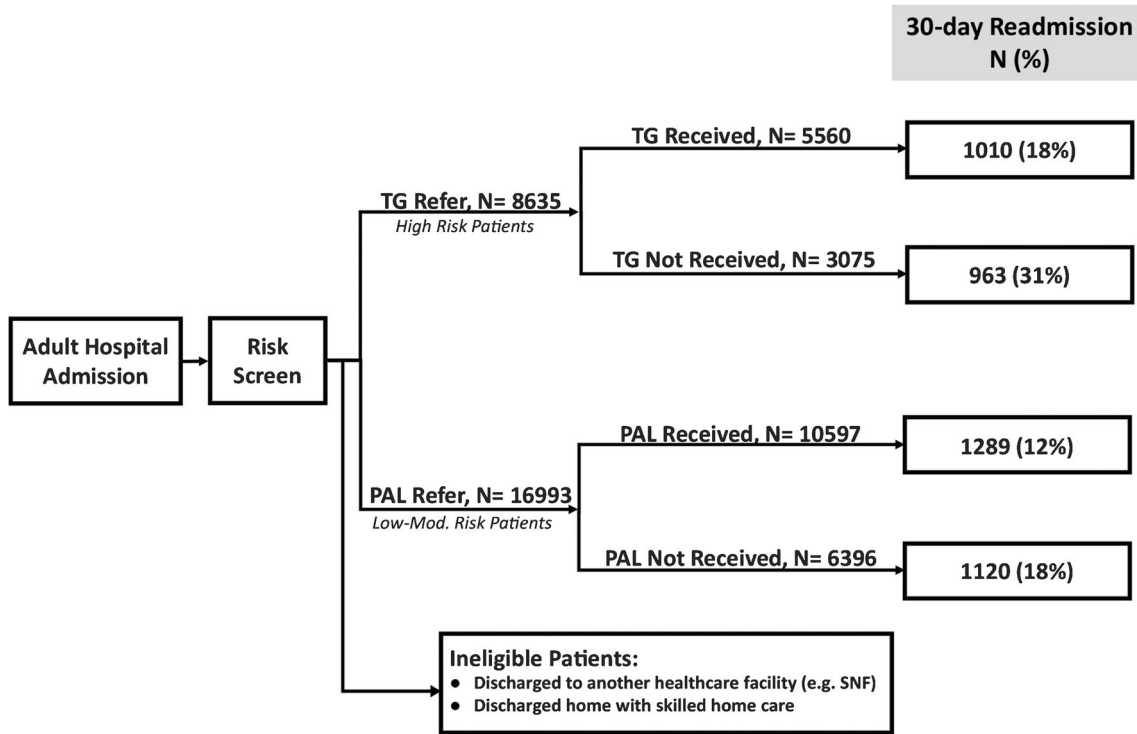 30-day Readmission
N (%)
TG Received, N= 5560
1010 (18%)
TG Refer, N= 8635
High Risk Patients
TG Not Received, N= 3075
963 (31%)
Adult Hospital
Admission
Risk
Screen
PAL Received, N= 10597
1289 (12%)
PAL Refer, N= 16993
Low-Mod. Risk Patients
PAL Not Received, N= 6396
1120 (18%)
Ineligible Patients:
● Discharged to another healthcare facility (e.g. SNF)
● Discharged home with skilled home care